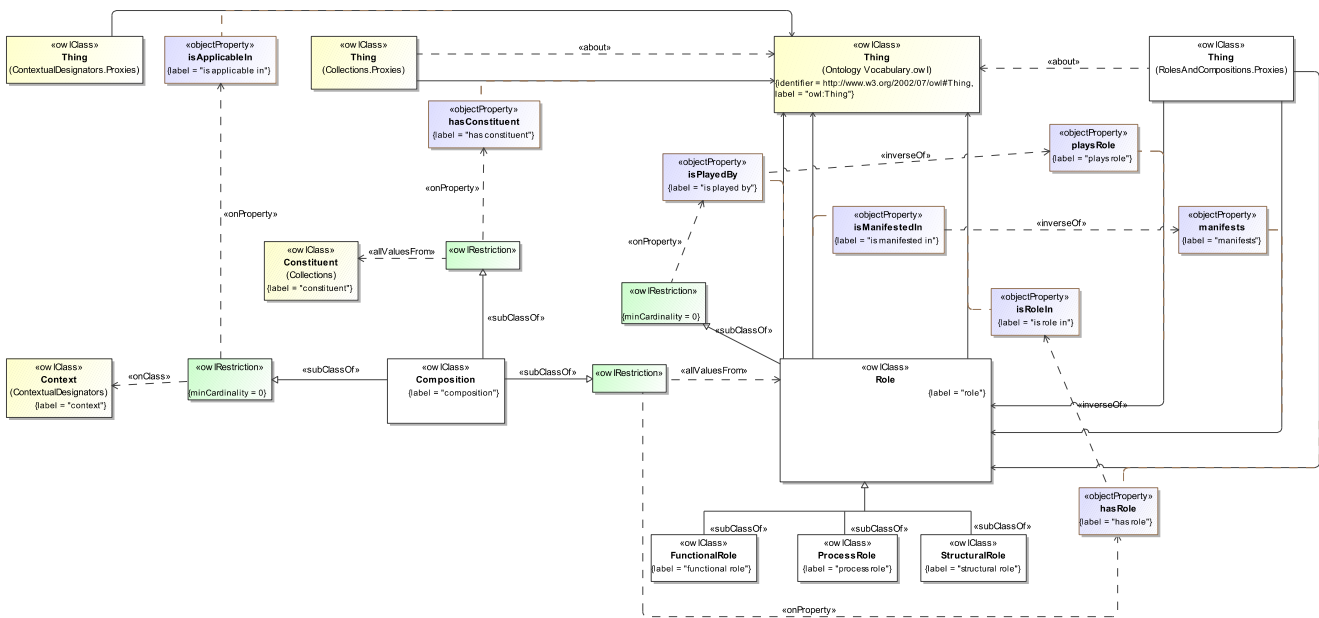 «owlClass»
Thing
(ContextualDesignators.Proxies)
«objectProperty»
isApplicableIn
{label = "is applicable in"}
«owlClass»
Thing
(Collections.Proxies)
«about»
«owlClass»
Thing
(Ontology Vocabulary.owl)
{identifier = http://www.w3.org/2002/07/owl#Thing,
label = "owl:Thing"}
«about»
«owlClass»
Thing
(RolesAndCompositions.Proxies)
«objectProperty»
hasConstituent
{label = "has constituent"}
«objectProperty»
playsRole
{label = "plays role"}
«inverseOf»
«objectProperty»
isPlayedBy
{label = "is played by"}
«onProperty»
«onProperty»
«objectProperty»
isManifestedIn
{label = "is manifested in"}
«inverseOf»
«objectProperty»
manifests
{label = "manifests"}
«onProperty»
«owlClass»
Constituent
(Collections)
{label = "constituent"}
«allValuesFrom»
«owlRestriction»
«owlRestriction»
{minCardinality = 0}
«objectProperty»
isRoleIn
{label = "is role in"}
«subClassOf»
«subClassOf»
«owlClass»
Context
(ContextualDesignators)
{label = "context"}
«onClass»
«owlRestriction»
{minCardinality = 0}
«subClassOf»
«owlClass»
Composition
{label = "composition"}
«subClassOf»
«owlRestriction»
«allValuesFrom»
«owlClass»
Role
{label = "role"}
«inverseOf»
«objectProperty»
hasRole
{label = "has role"}
«subClassOf»
«subClassOf»
«subClassOf»
«owlClass»
FunctionalRole
{label = "functional role"}
«owlClass»
ProcessRole
{label = "process role"}
«owlClass»
StructuralRole
{label = "structural role"}
«onProperty»